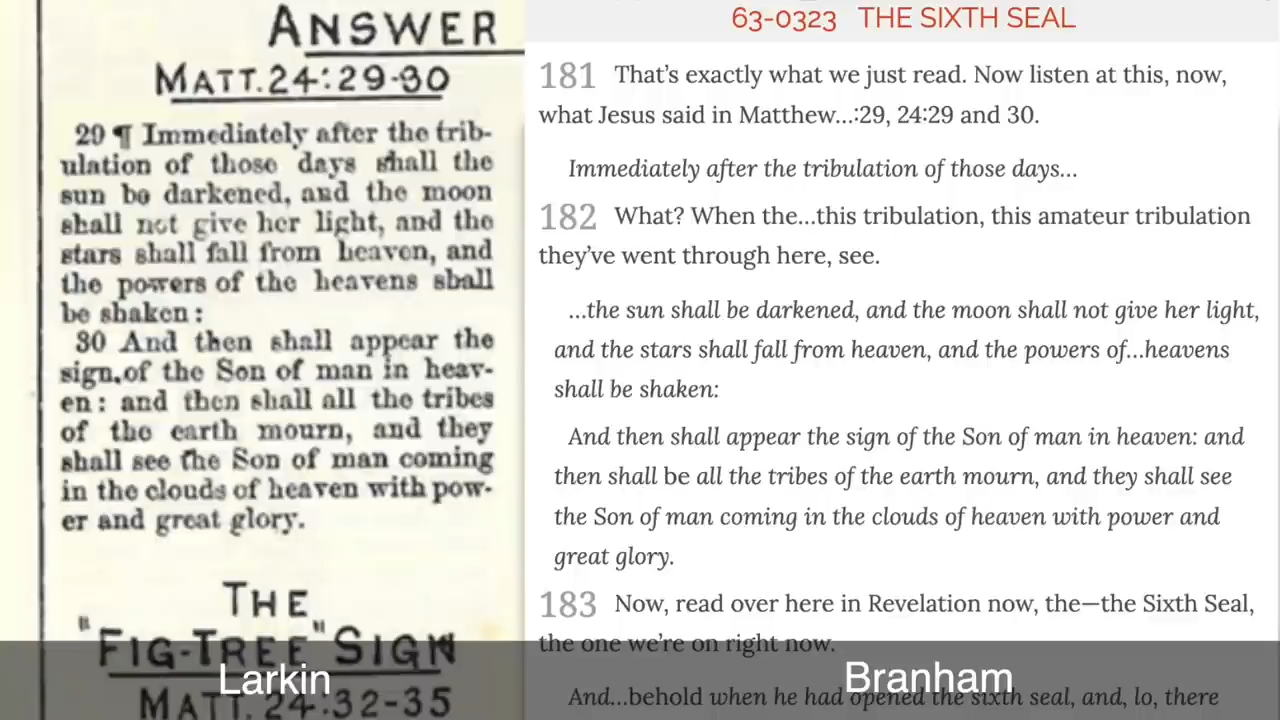 ANSWER
MATT. 24:29-30
29 ¶ Immediately after the trib-
ulation of those days shall the
sun be darkened, and the moon
shall not give her light, and the
stars shall fall from heaven, and
the powers of the heavens shall
be shaken:
30 And then shall appear the
sign of the Son of man in heav-
en: and then shall all the tribes
of the earth mourn, and they
shall see the Son of man coming
in the clouds of heaven with pow-
er and great glory.
THE
"FIG-TREE" SIGN
MATT. 24:32-35
Larkin
63-0323 THE SIXTH SEAL
181 That's exactly what we just read. Now listen at this, now,
what Jesus said in Matthew…:29, 24:29 and 30.
Immediately after the tribulation of those days…
182 What? When the…this tribulation, this amateur tribulation
they've went through here, see.
…the sun shall be darkened, and the moon shall not give her light,
and the stars shall fall from heaven, and the powers of…heavens
shall be shaken:
And then shall appear the sign of the Son of man in heaven: and
then shall be all the tribes of the earth mourn, and they shall see
the Son of man coming in the clouds of heaven with power and
great glory.
183 Now, read over here in Revelation now, the—the Sixth Seal,
the one we're on right now.
And…behold when he had opened the sixth seal, and, lo, there
Branham